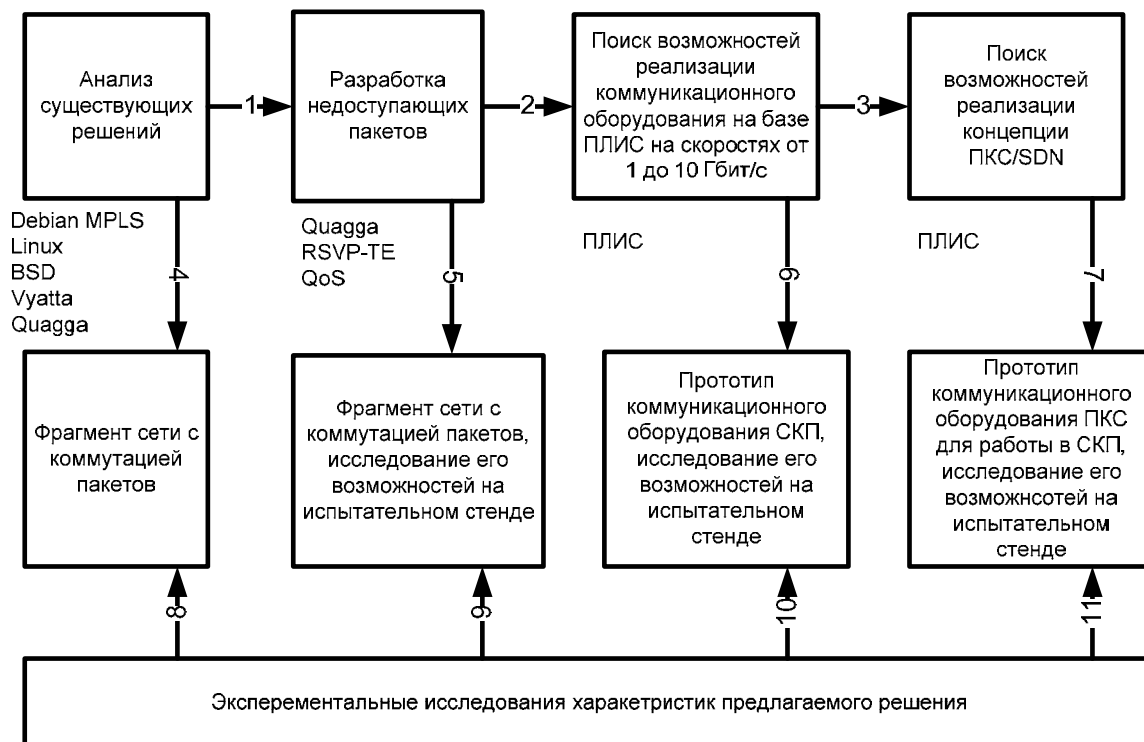 Анализ
существующих
решений
1
Разработка
недоступающих
пакетов
2
Поиск возможностей
реализации
коммуникационного
оборудования на базе
ПЛИС на скоростях от
1 до 10 Гбит/с
3
Поиск
возможностей
реализации
концепции
ПКС/SDN
Debian MPLS
Linux
BSD
Vyatta
Quagga
4
Quagga
RSVP-TE
QoS
5
ПЛИС
6
ПЛИС
7
Фрагмент сети с
коммутацией
пакетов
Фрагмент сети с
коммутацией пакетов,
исследование его
возможностей на
испытательном стенде
Прототип
коммуникационного
оборудования СКП,
исследование его
возможностей на
испытательном
стенде
Прототип
коммуникационного
оборудования ПКС
для работы в СКП,
исследование его
возможнсотей на
испытательном
стенде
8
9
10
11
Эксперементальные исследования харакетристик предлагаемого решения